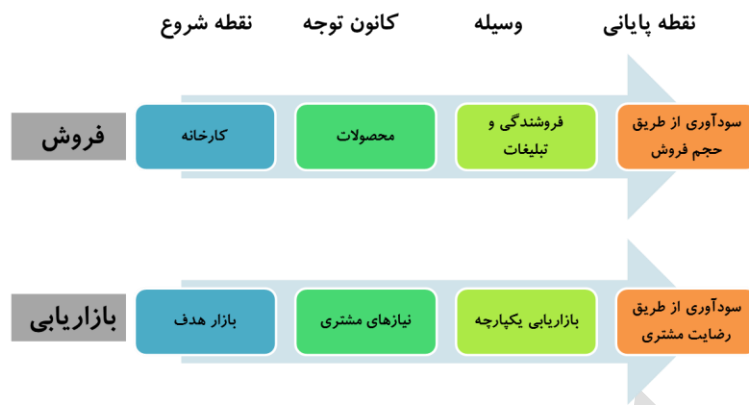 نقطه شروع
کانون توجه
وسیله
نقطه پایانی
فروش
کارخانه
محصولات
فروشندگی و
تبلیغات
سودآوری از طریق
حجم فروش
بازاریابی
بازار هدف
نیازهای مشتری
بازاریابی یکپارچه
سودآوری از طریق
رضایت مشتری